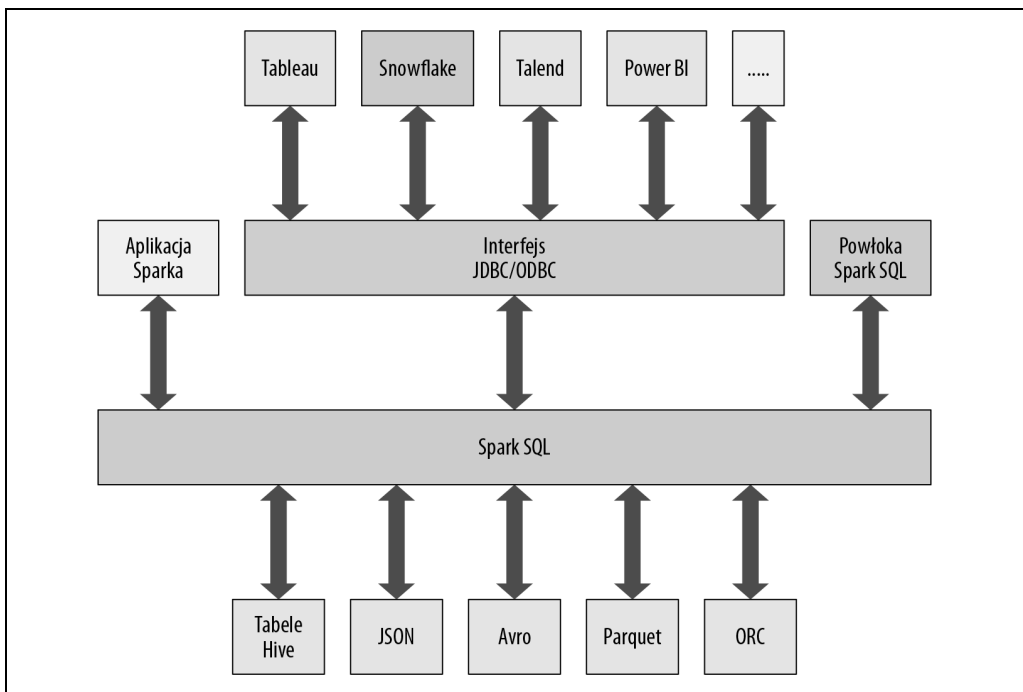 Tableau
Snowflake
Talend
Power BI
.....
Aplikacja
Sparka
Interfejs
JDBC/ODBC
Powłoka
Spark SQL
Spark SQL
Tabele
Hive
JSON
Avro
Parquet
ORC